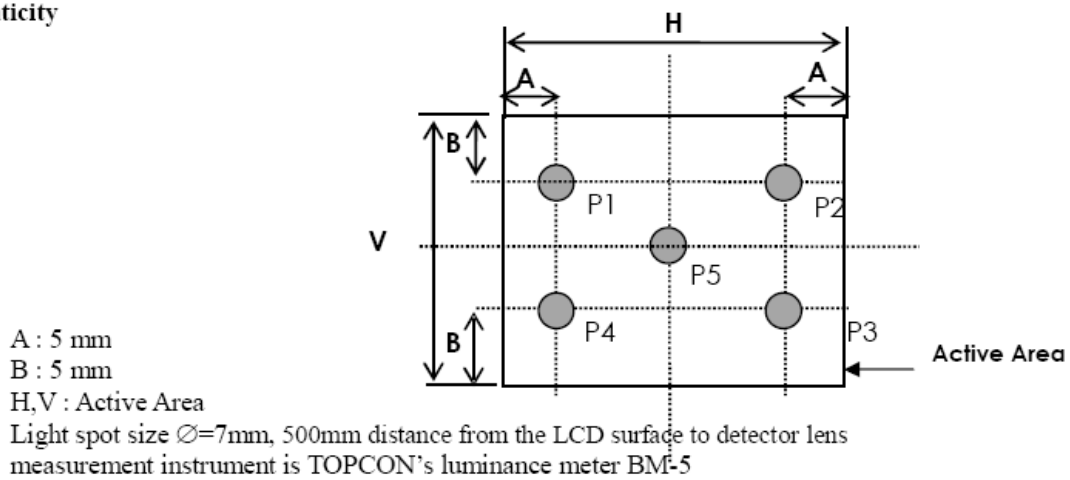 ticity
H
A
A
B
P1
P2
V
P5
B
P4
P3
Active Area
A : 5 mm
B : 5 mm
H,V : Active Area
Light spot size ∅=7mm, 500mm distance from the LCD surface to detector lens
measurement instrument is TOPCON's luminance meter BM-5